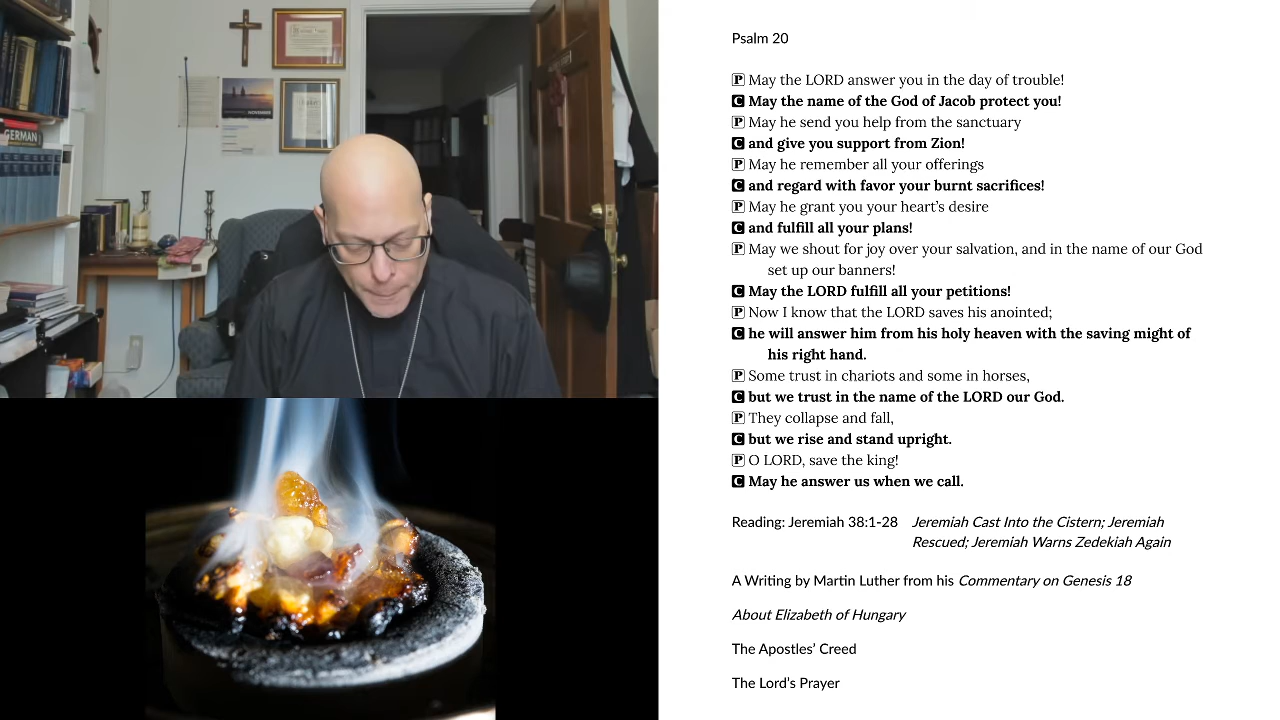 GERMAN
NOVEMBER
Psalm 20
P May the LORD answer you in the day of trouble!
C May the name of the God of Jacob protect you!
P May he send you help from the sanctuary
C and give you support from Zion!
P May he remember all your offerings
C and regard with favor your burnt sacrifices!
P May he grant you your heart’s desire
C and fulfill all your plans!
P May we shout for joy over your salvation, and in the name of our God
set up our banners!
C May the LORD fulfill all your petitions!
P Now I know that the LORD saves his anointed;
C he will answer him from his holy heaven with the saving might of
his right hand.
P Some trust in chariots and some in horses,
C but we trust in the name of the LORD our God.
P They collapse and fall,
C but we rise and stand upright.
P O LORD, save the king!
C May he answer us when we call.
Reading: Jeremiah 38:1-28 Jeremiah Cast Into the Cistern; Jeremiah
Rescued; Jeremiah Warns Zedekiah Again
A Writing by Martin Luther from his Commentary on Genesis 18
About Elizabeth of Hungary
The Apostles’ Creed
The Lord’s Prayer